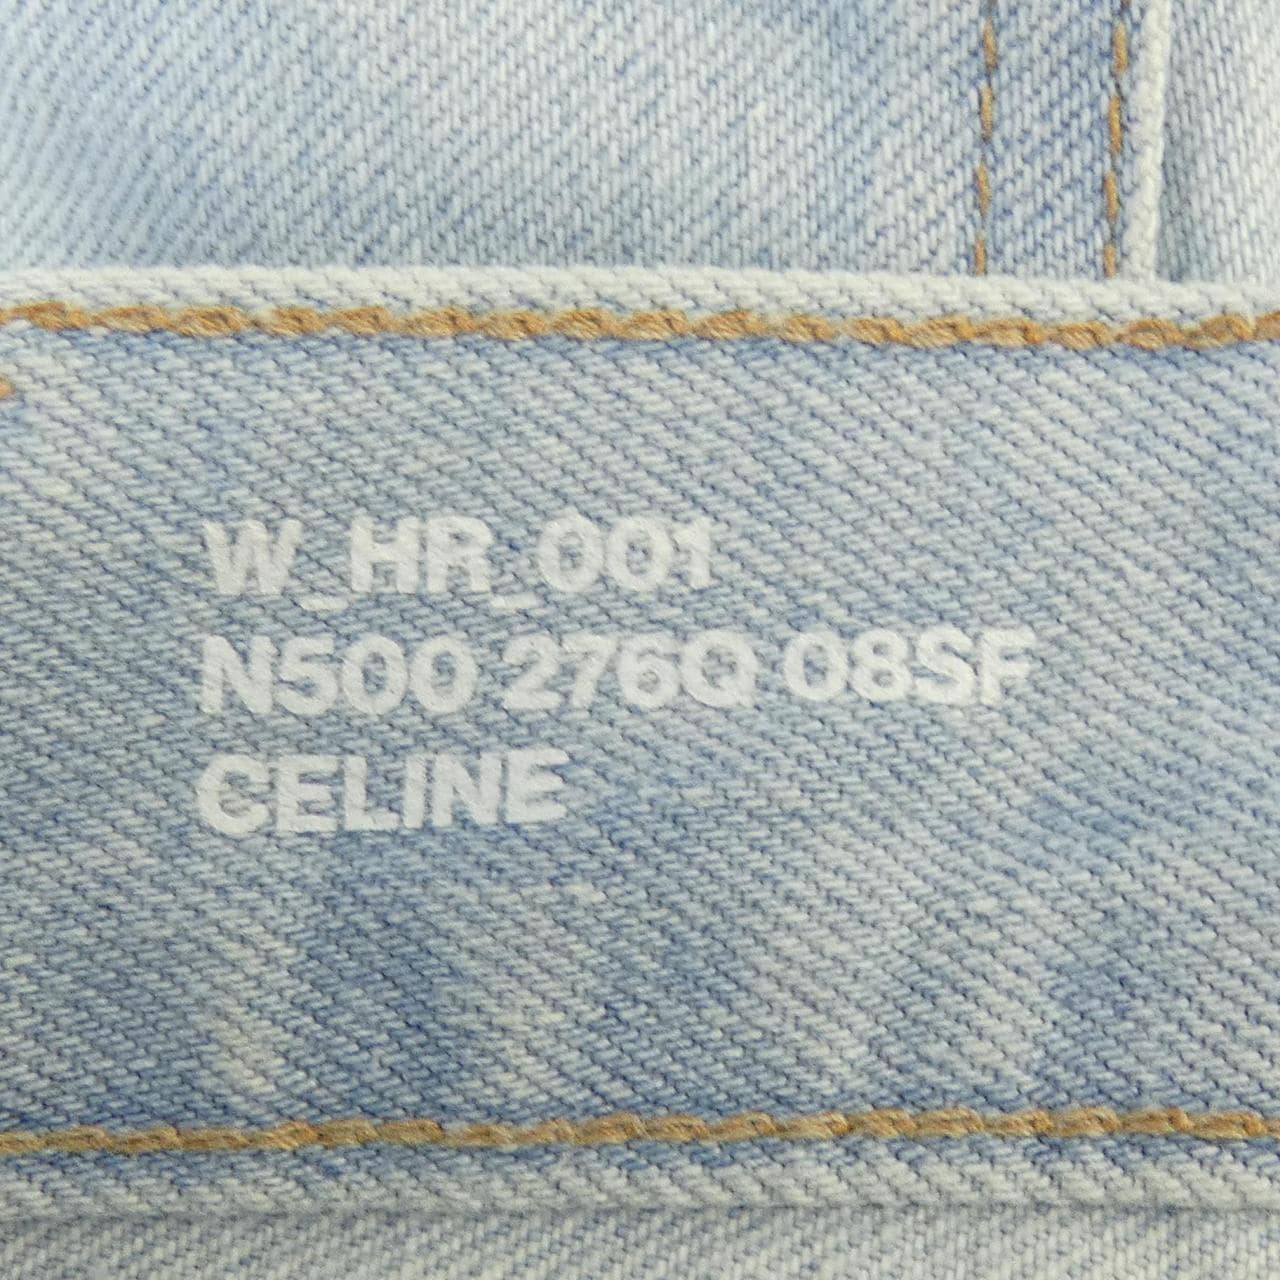 W_HR_001
N500 276Q 08SF
CELINE